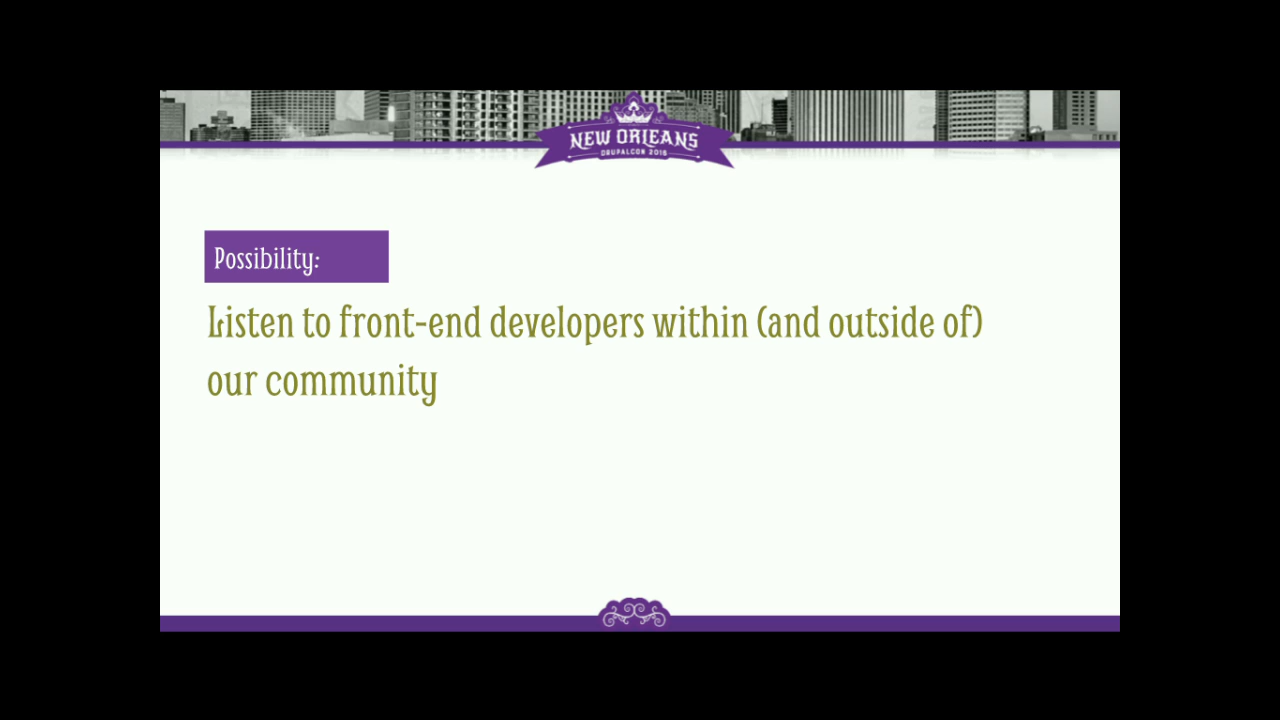 NEW ORLEANS
DRUPALCON 2016
Possibility:
Listen to front-end developers within (and outside of)
our community